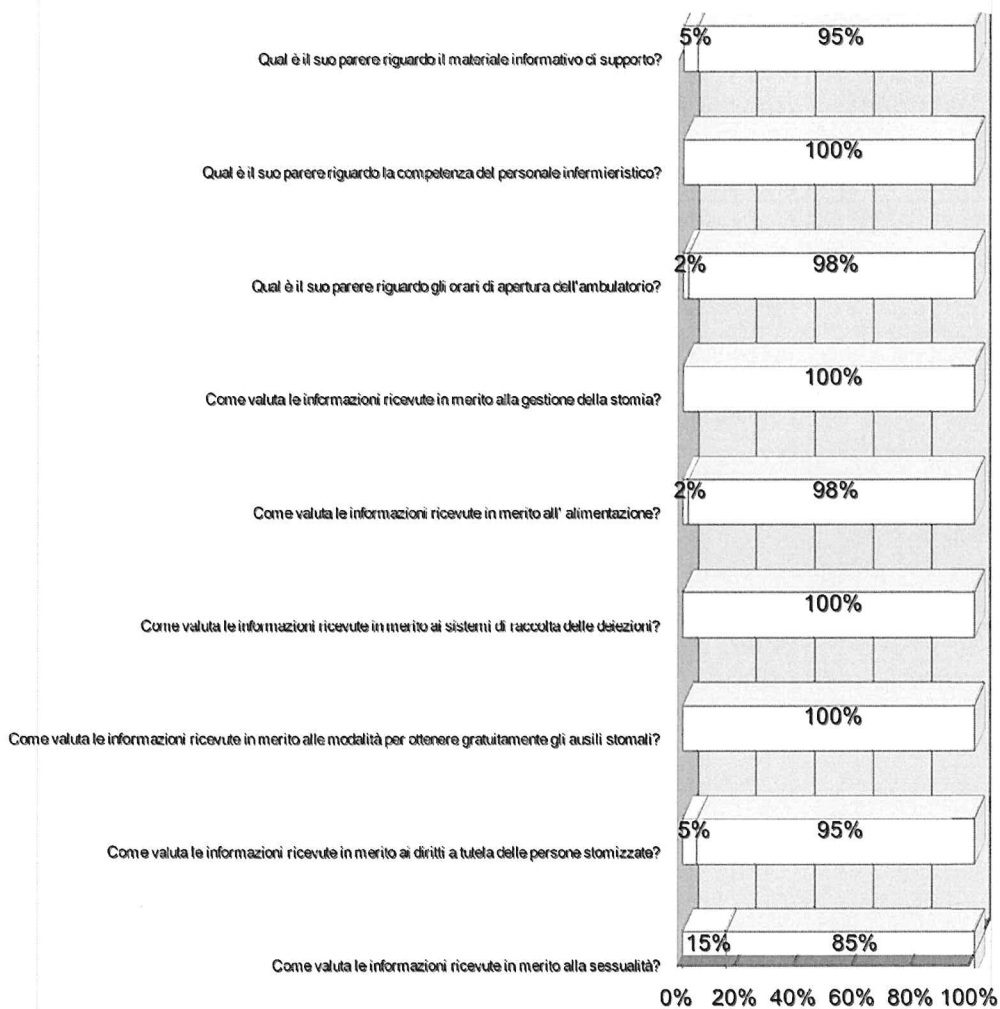 5% 95%
Qual è il suo parere riguardo il materiale informativo di supporto?
100%
Qual è il suo parere riguardo la competenza del personale infermieristico?
2% 98%
Qual è il suo parere riguardo gli orari di apertura dell'ambulatorio?
100%
Come valuta le informazioni ricevute in merito alla gestione della stomia?
2% 98%
Come valuta le informazioni ricevute in merito all' alimentazione?
100%
Come valuta le informazioni ricevute in merito ai sistemi di raccolta delle deiezioni?
100%
Come valuta le informazioni ricevute in merito alle modalità per ottenere gratuitamente gli ausili stomali?
5% 95%
Come valuta le informazioni ricevute in merito ai diritti a tutela delle persone stomizzate?
15% 85%
Come valuta le informazioni ricevute in merito alla sessualità?
0% 20% 40% 60% 80% 100%